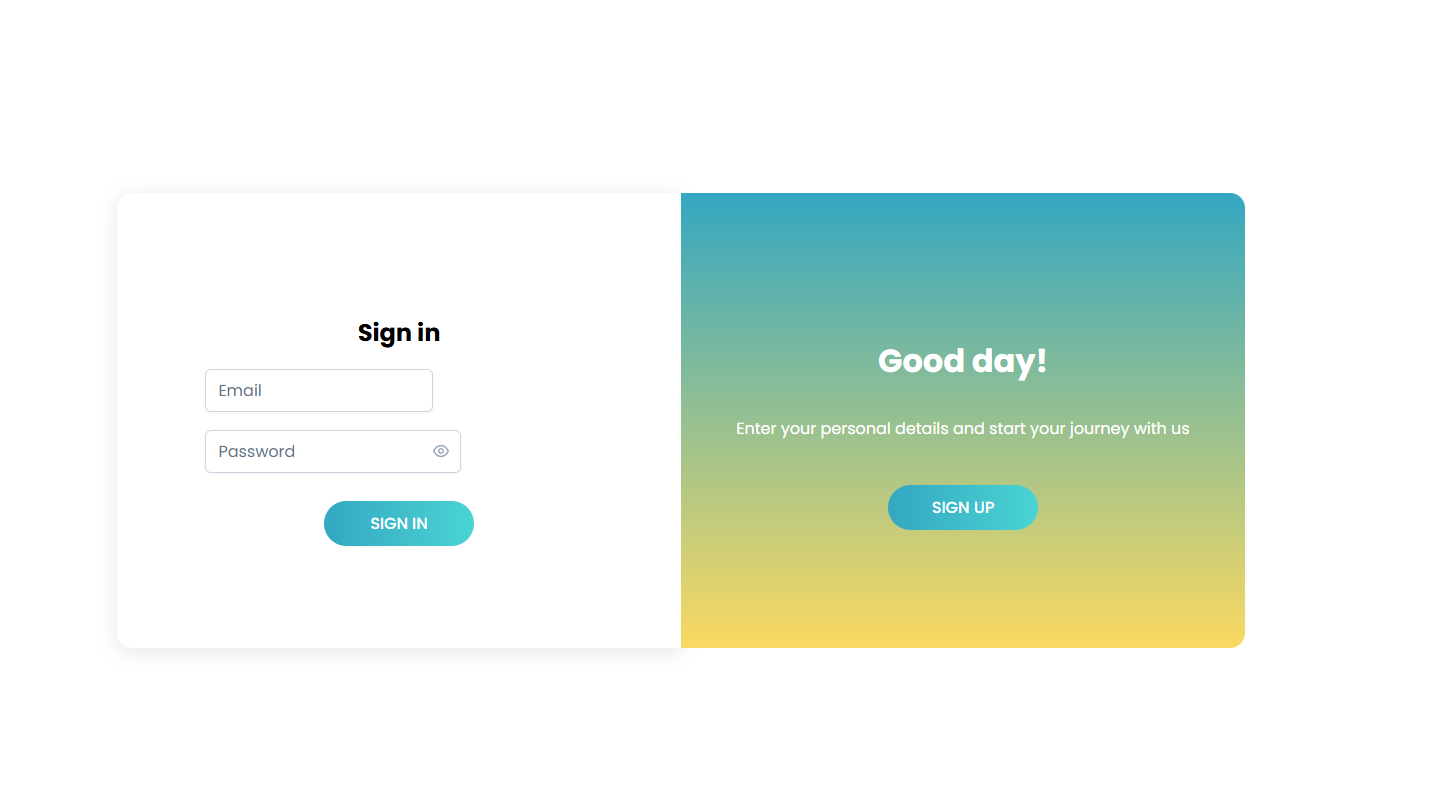 Sign in
Email
Password
SIGN IN
Good day!
Enter your personal details and start your journey with us
SIGN UP